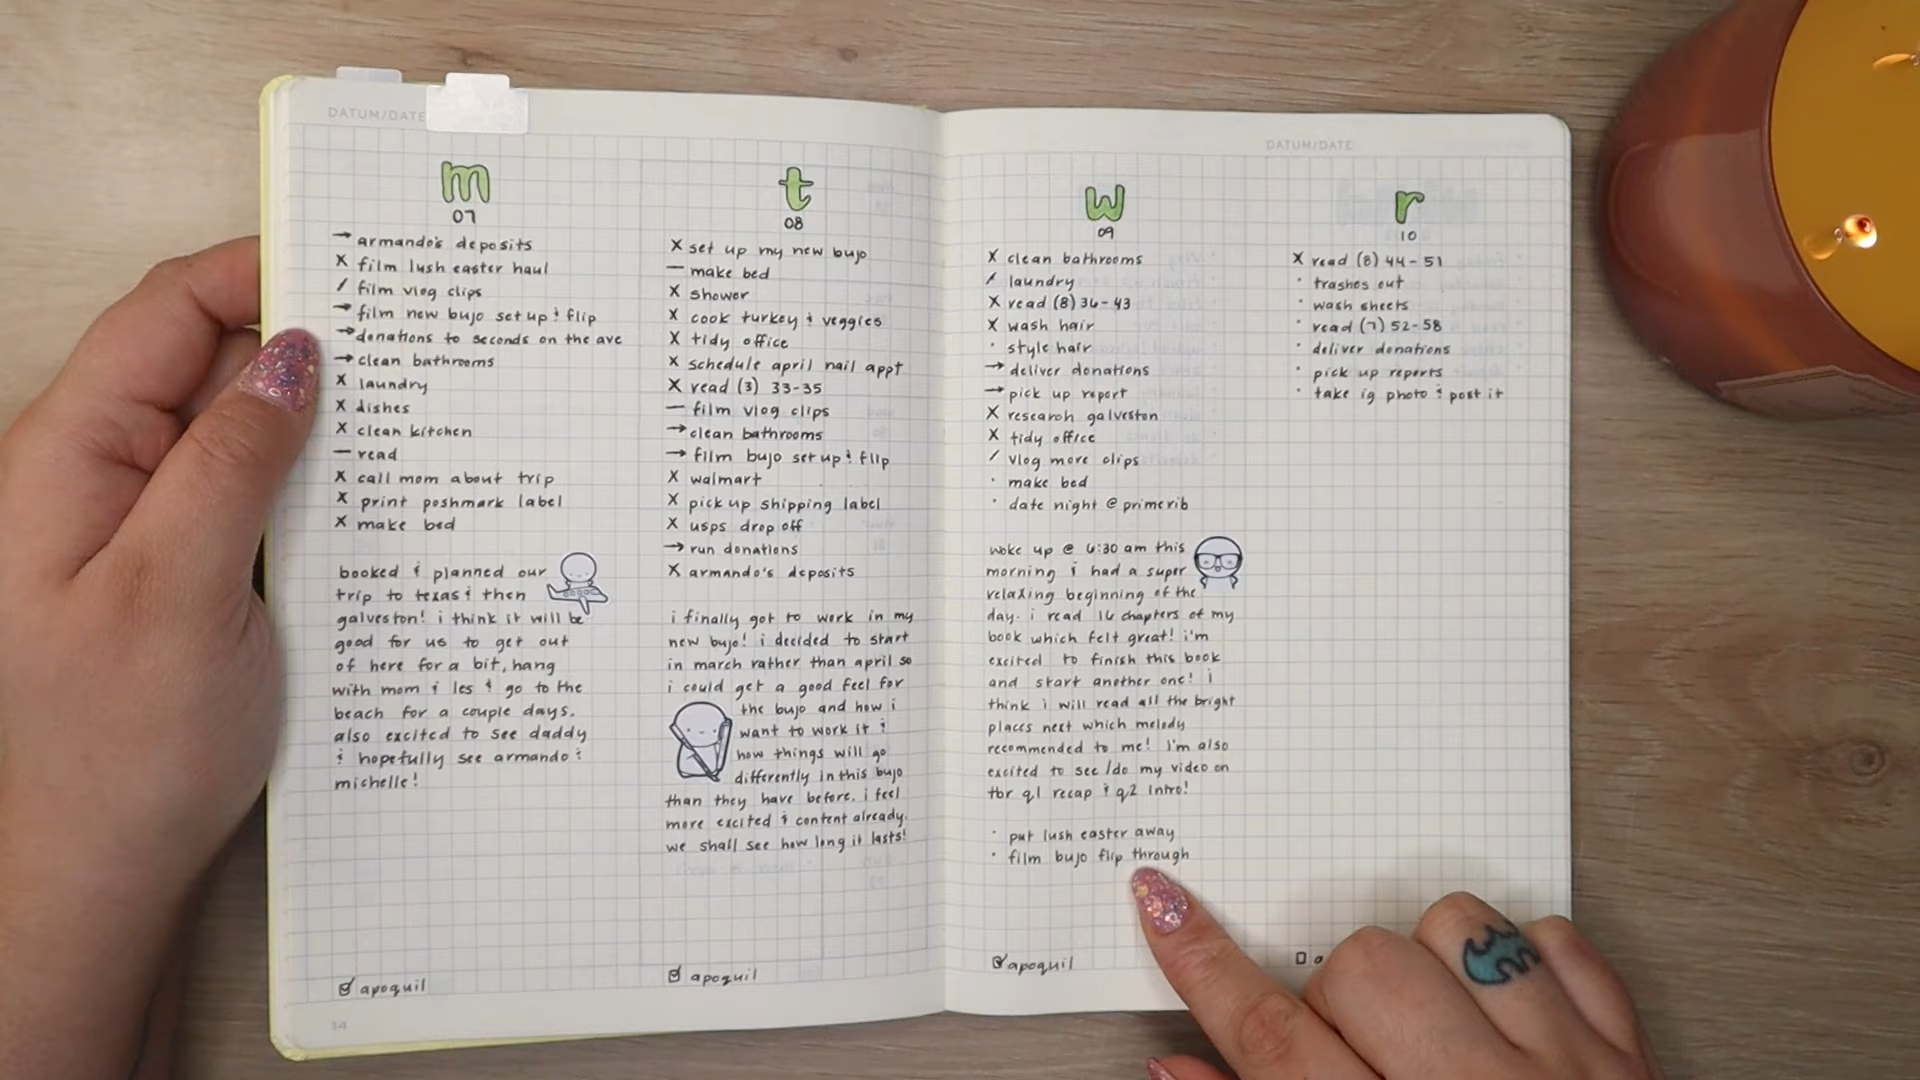 DATUM/DATE
m
07
→ armando's deposits
X film lush easter haul
/ film vlog clips
→ film new bujo set up & flip
→ donations to seconds on the ave
→ clean bathrooms
X laundry
X dishes
X clean kitchen
— read
X call mom about trip
X print poshmark label
X make bed
booked & planned our
trip to texas & then
galveston! i think it will be
good for us to get out
of here for a bit, hang
with mom & les & go to the
beach for a couple days.
also excited to see daddy
& hopefully see armando &
michelle!
☑ apoquil
14
t
08
X set up my new bujo
— make bed
X shower
X cook turkey & veggies
X tidy office
X schedule april nail appt
X read (3) 33-35
— film vlog clips
→ clean bathrooms
→ film bujo set up & flip
X walmart
X pick up shipping label
X usps drop off
→ run donations
X armando's deposits
i finally got to work in my
new bujo! i decided to start
in march rather than april so
i could get a good feel for
the bujo and how i
want to work it &
how things will go
differently in this bujo
than they have before. i feel
more excited & content already.
we shall see how long it lasts!
☑ apoquil
w
09
X clean bathrooms
/ laundry
X read (8) 36-43
X wash hair
· style hair
→ deliver donations
→ pick up report
X research galveston
X tidy office
/ vlog more clips
· make bed
· date night @ prime rib
woke up @ 6:30 am this
morning & had a super
relaxing beginning of the
day. i read 16 chapters of my
book which felt great! i'm
excited to finish this book
and start another one! i
think i will read all the bright
places next which melody
recommended to me! I'm also
excited to see/do my video on
tbr q1 recap & q2 intro!
· put lush easter away
· film bujo flip through
☑ apoquil
DATUM/DATE
r
10
X read (8) 44-51
· trashes out
· wash sheets
· read (7) 52-58
· deliver donations
· pick up reports
· take ig photo & post it